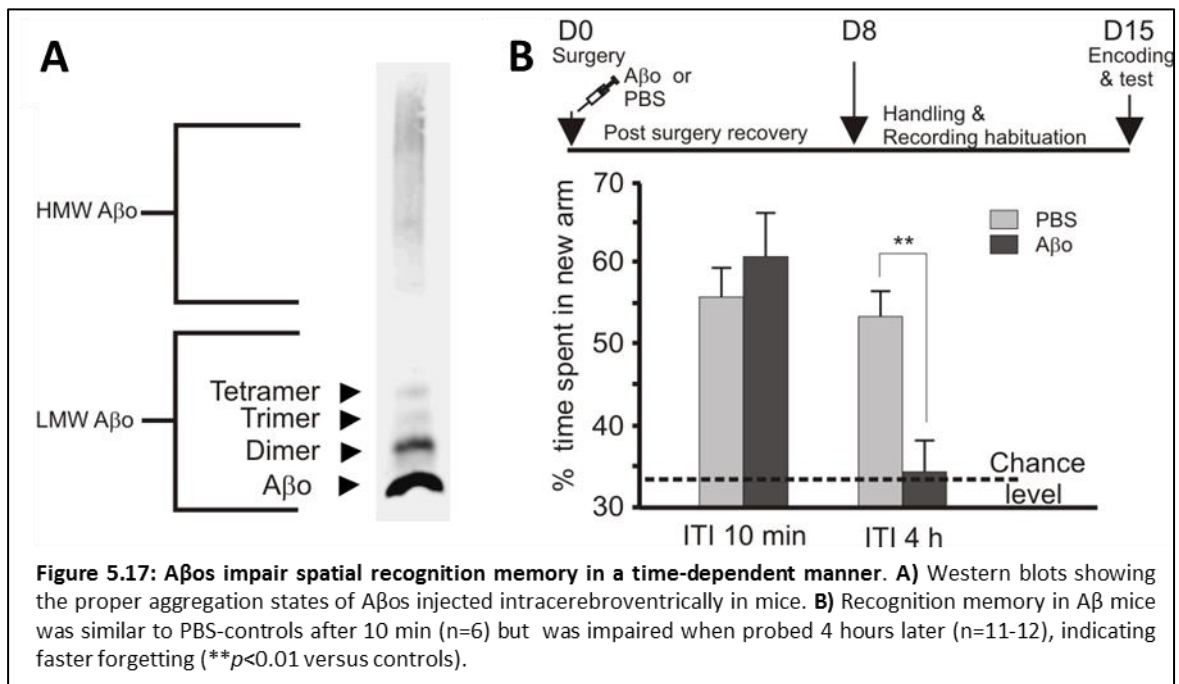 A
HMW Aβo
LMW Aβo
Tetramer
Trimer
Dimer
Aβo
B
D0
Surgery
Aβo or
PBS
Post surgery recovery
D8
Handling &
Recording habituation
D15
Encoding
& test
% time spent in new arm
70
60
50
40
30
PBS
Aβo
**
Chance
level
ITI 10 min
ITI 4 h
Figure 5.17: Aβos impair spatial recognition memory in a time-dependent manner. A) Western blots showing
the proper aggregation states of Aβos injected intracerebroventrically in mice. B) Recognition memory in Aβ mice
was similar to PBS-controls after 10 min (n=6) but was impaired when probed 4 hours later (n=11-12), indicating
faster forgetting (**p<0.01 versus controls).